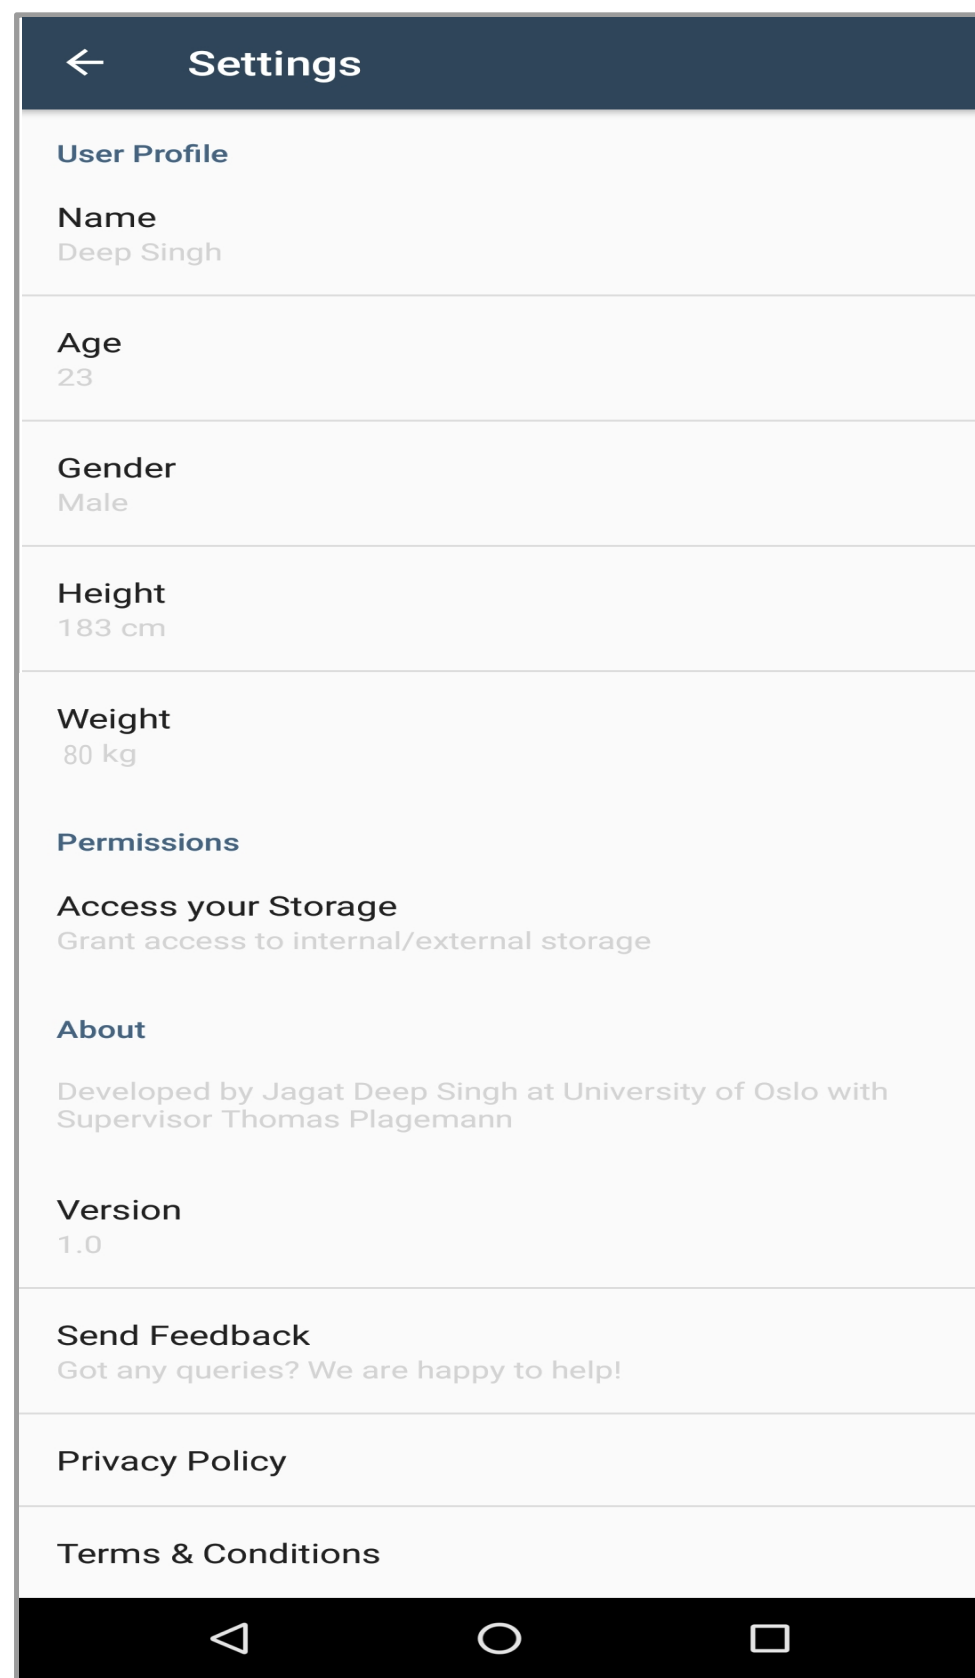 Settings
User Profile
Name
Deep Singh
Age
23
Gender
Male
Height
183 cm
Weight
80 kg
Permissions
Access your Storage
Grant access to internal/external storage
About
Developed by Jagat Deep Singh at University of Oslo with
Supervisor Thomas Plagemann
Version
1.0
Send Feedback
Got any queries? We are happy to help!
Privacy Policy
Terms & Conditions